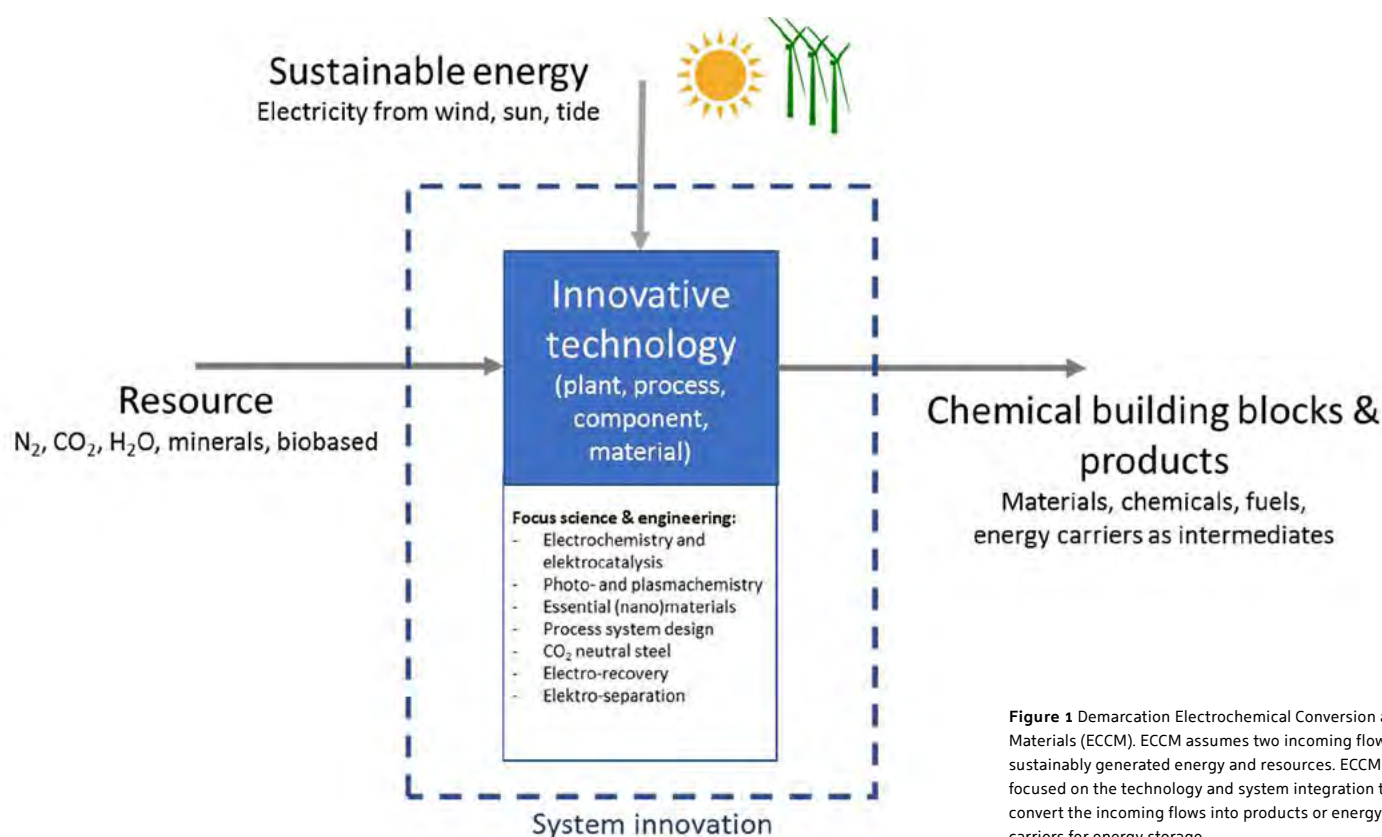 Sustainable energy
Electricity from wind, sun, tide
Innovative
technology
(plant, process,
component,
material)
Resource
N₂, CO₂, H₂O, minerals, biobased
Chemical building blocks &
products
Materials, chemicals, fuels,
energy carriers as intermediates
Focus science & engineering:
- Electrochemistry and
elektrocatalysis
- Photo- and plasmachemistry
- Essential (nano)materials
- Process system design
- CO₂ neutral steel
- Electro-recovery
- Elektro-separation
System innovation
Figure 1 Demarcation Electrochemical Conversion
Materials (ECCM). ECCM assumes two incoming
sustainably generated energy and resources. ECCM
focused on the technology and system integration
convert the incoming flows into products or energy
carriers for energy storage